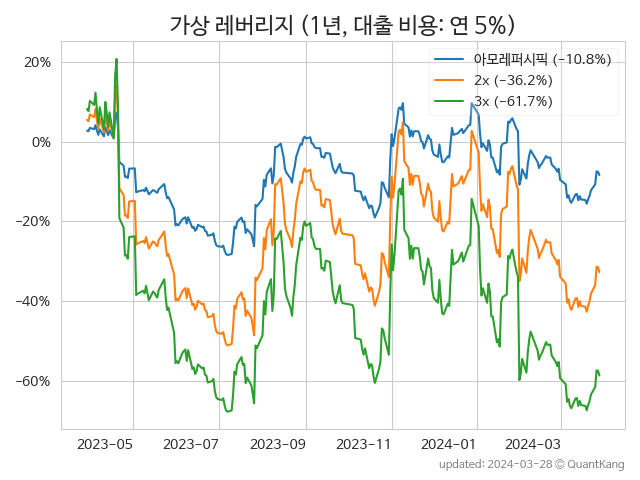 가상 레버리지 (1년, 대출 비용: 연 5%)
아모레퍼시픽 (−10.8%)
2x (−36.2%)
3x (−61.7%)
20%
0%
−20%
−40%
−60%
2023-05 2023-07 2023-09 2023-11 2024-01 2024-03
updated: 2024-03-28 © QuantKang